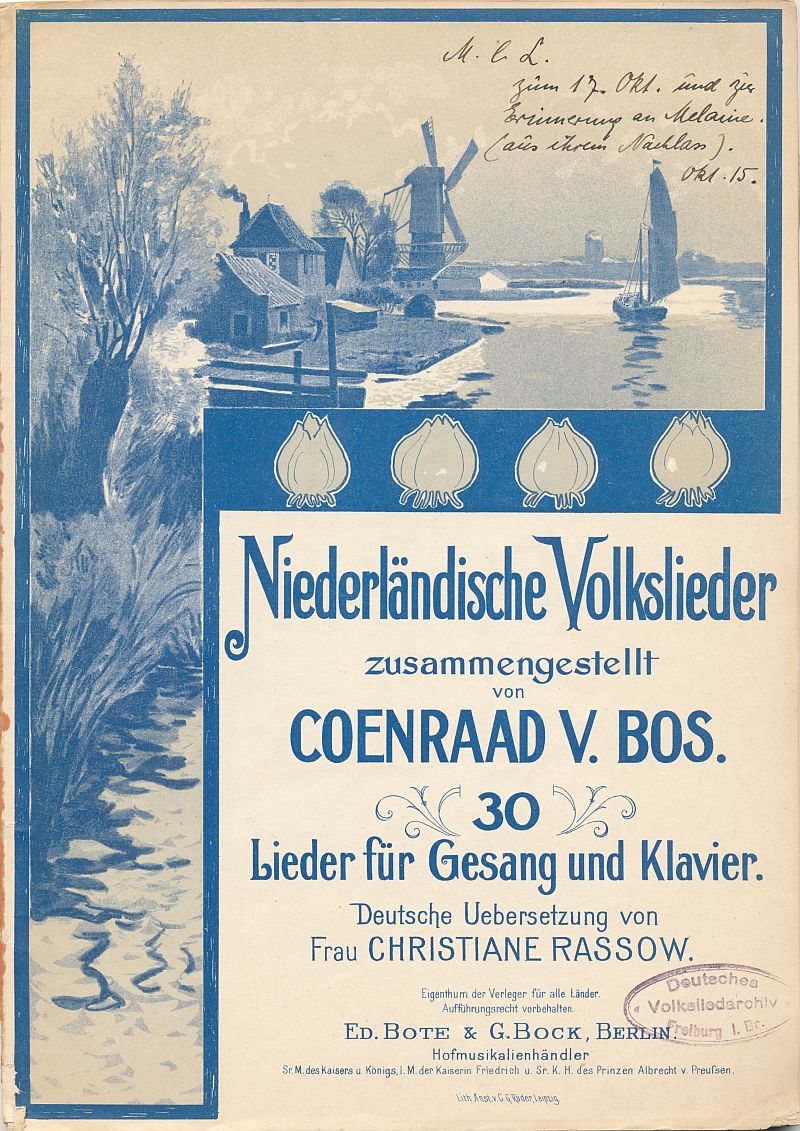 M. l. L.
zum 17. Okt. und zur
Erinnerung an Melaine.
(aus ihrem Nachlass).
Okt. 15.
Niederländische Volkslieder
zusammengestellt
von
COENRAAD V. BOS.
30
Lieder für Gesang und Klavier.
Deutsche Uebersetzung von
Frau CHRISTIANE RASSOW.
Eigenthum der Verleger für alle Länder.
Aufführungsrecht vorbehalten.
ED. BOTE & G. BOCK, BERLIN.
Hofmusikalienhändler
Sr. M. des Kaisers u. Königs, I. M. der Kaiserin Friedrich u. Sr. K. H. des Prinzen Albrecht v. Preußen.
Lith. Anst. v. C. G. Röder, Leipzig.
Deutsches
Volksliedarchiv
Freiburg i. Br.